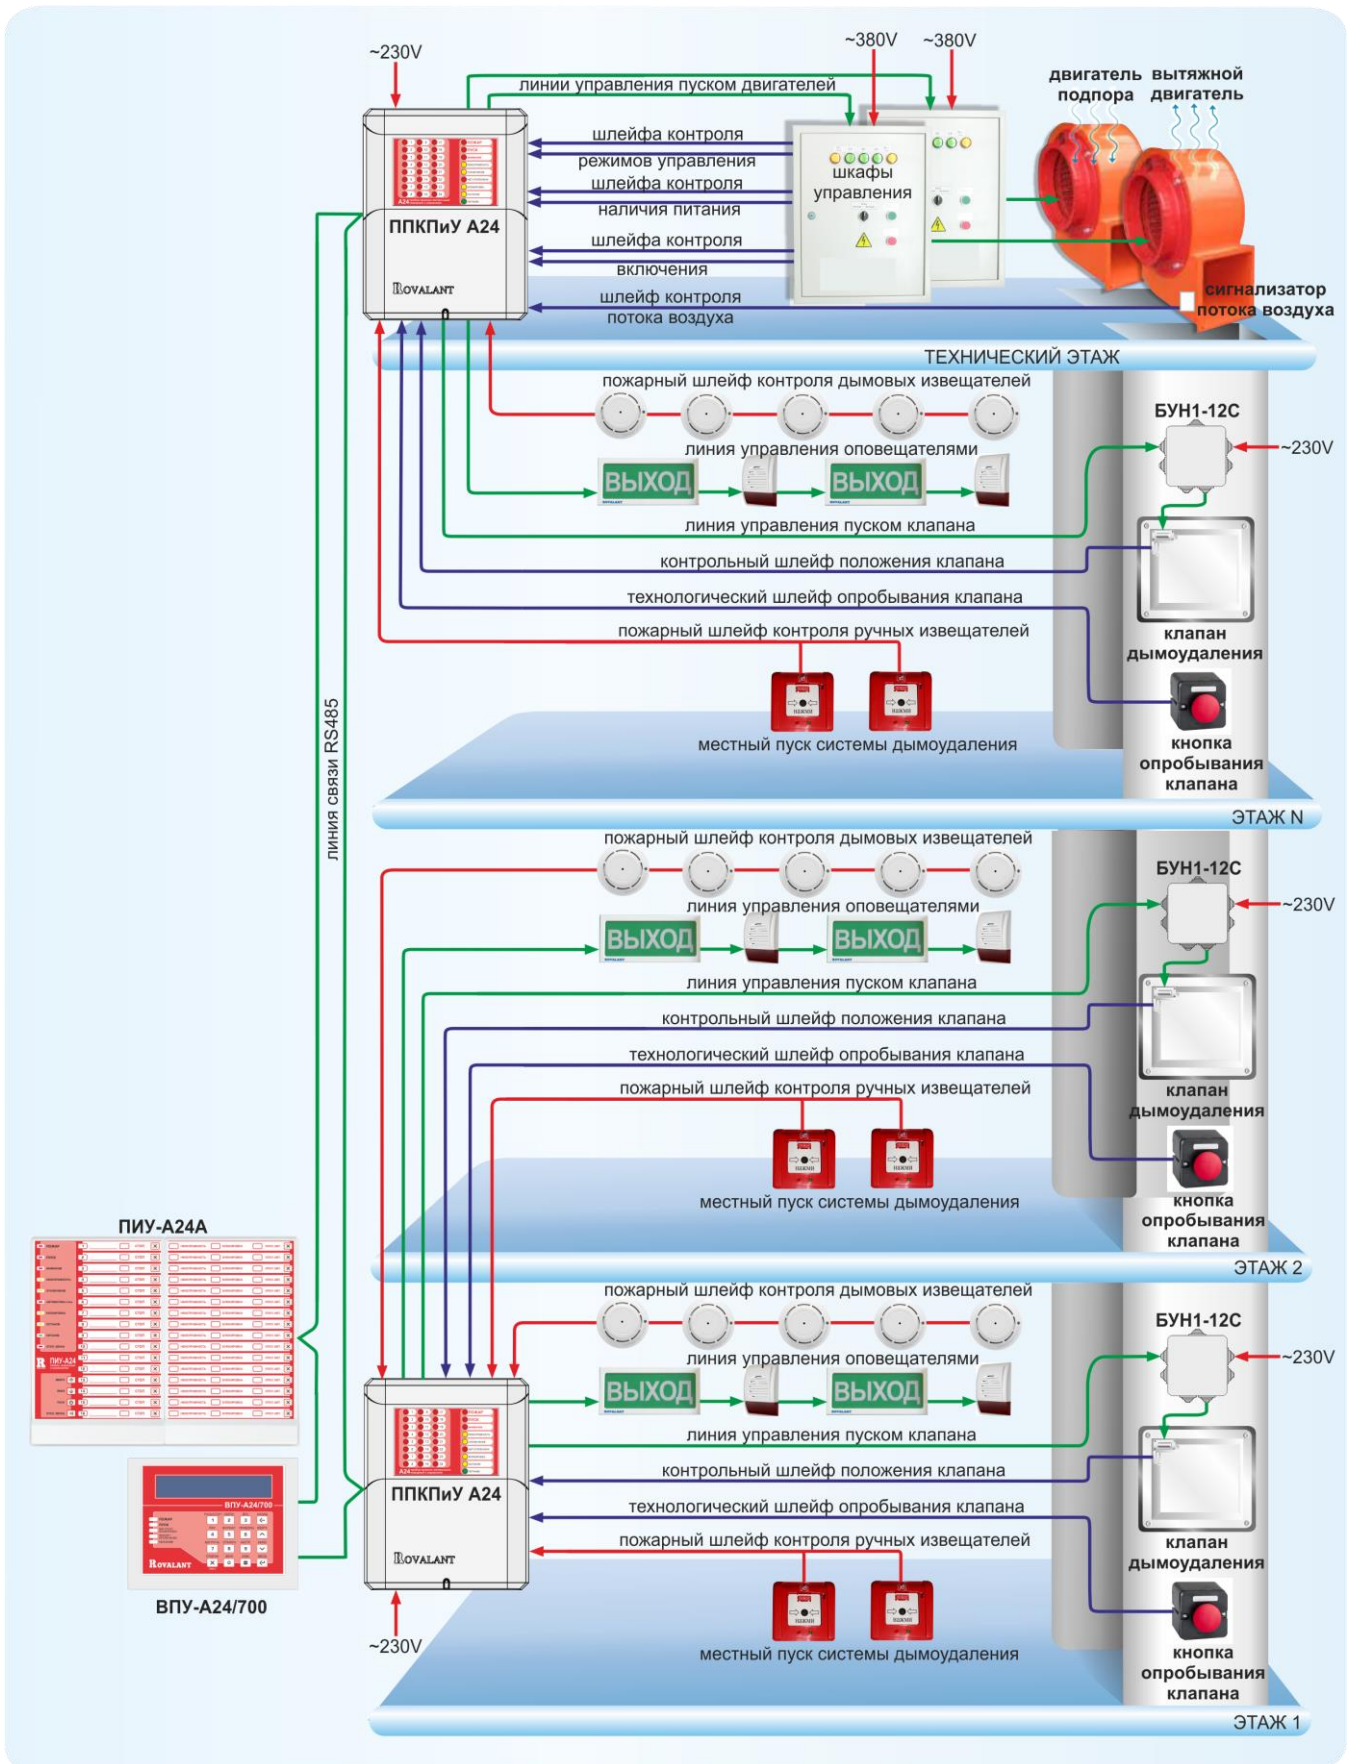 ~230V
~380V
~380V
линии управления пуском двигателей
двигатель
подпора
вытяжной
двигатель
шлейфа контроля
режимов управления
шлейфа контроля
наличия питания
шлейфа контроля
включения
шлейф контроля
потока воздуха
шкафы
управления
A24
ППКПиУ А24
ROVALANT
сигнализатор
потока воздуха
ТЕХНИЧЕСКИЙ ЭТАЖ
пожарный шлейф контроля дымовых извещателей
БУН1-12С
~230V
линия управления оповещателями
ВЫХОД
ВЫХОД
линия управления пуском клапана
контрольный шлейф положения клапана
технологический шлейф опробывания клапана
клапан
дымоудаления
пожарный шлейф контроля ручных извещателей
местный пуск системы дымоудаления
кнопка
опробывания
клапана
ЭТАЖ N
линия связи RS485
пожарный шлейф контроля дымовых извещателей
БУН1-12С
~230V
линия управления оповещателями
ВЫХОД
ВЫХОД
линия управления пуском клапана
контрольный шлейф положения клапана
технологический шлейф опробывания клапана
клапан
дымоудаления
пожарный шлейф контроля ручных извещателей
местный пуск системы дымоудаления
кнопка
опробывания
клапана
ЭТАЖ 2
ПИУ-А24А
ПИУ-А24
пожарный шлейф контроля дымовых извещателей
БУН1-12С
~230V
линия управления оповещателями
ВЫХОД
ВЫХОД
линия управления пуском клапана
контрольный шлейф положения клапана
технологический шлейф опробывания клапана
клапан
дымоудаления
пожарный шлейф контроля ручных извещателей
местный пуск системы дымоудаления
кнопка
опробывания
клапана
ЭТАЖ 1
A24
ППКПиУ А24
ROVALANT
~230V
ВПУ-А24/700
ROVALANT
ВПУ-А24/700